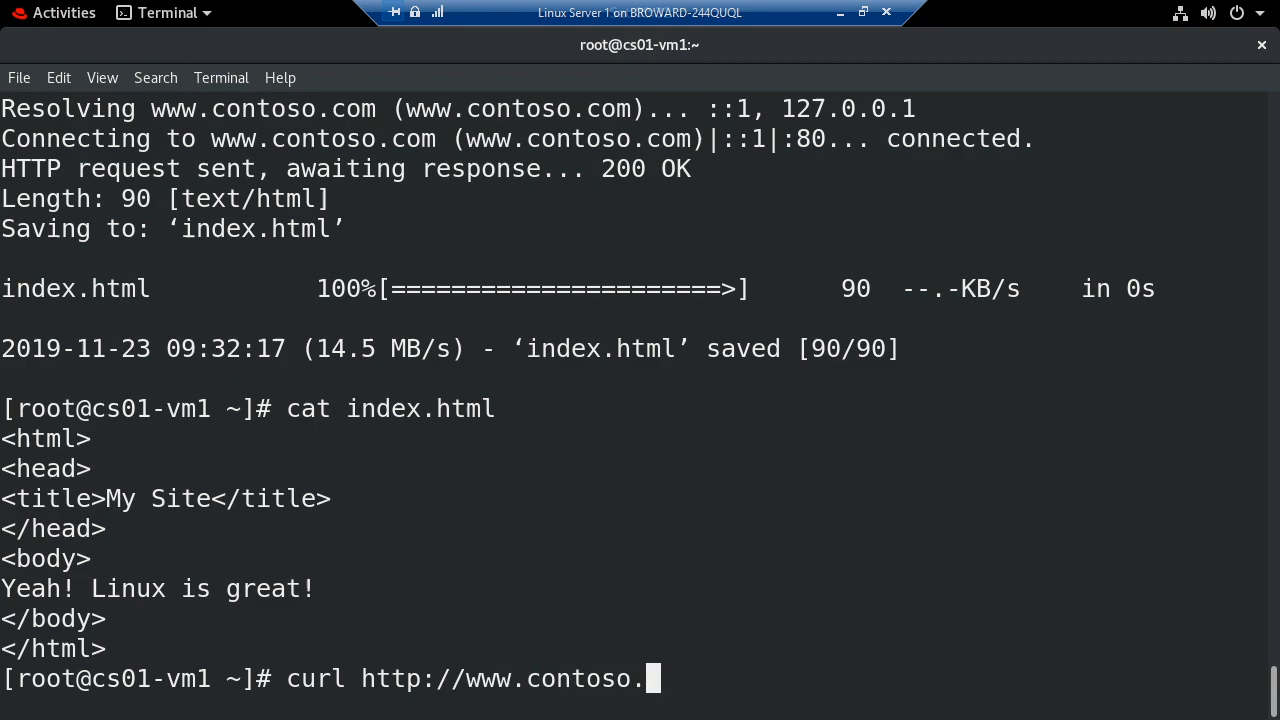 Activities Terminal Linux Server 1 on BROWARD-244QUQL
root@cs01-vm1:~
File Edit View Search Terminal Help
Resolving www.contoso.com (www.contoso.com)... ::1, 127.0.0.1
Connecting to www.contoso.com (www.contoso.com)|::1|:80... connected.
HTTP request sent, awaiting response... 200 OK
Length: 90 [text/html]
Saving to: ‘index.html’
index.html 100%[======================>] 90 --.-KB/s in 0s
2019-11-23 09:32:17 (14.5 MB/s) - ‘index.html’ saved [90/90]
[root@cs01-vm1 ~]# cat index.html
<html>
<head>
<title>My Site</title>
</head>
<body>
Yeah! Linux is great!
</body>
</html>
[root@cs01-vm1 ~]# curl http://www.contoso.